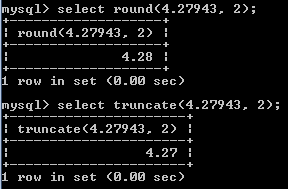 mysql> select round(4.27943, 2);
+-------------------+
| round(4.27943, 2) |
+-------------------+
|              4.28 |
+-------------------+
1 row in set (0.00 sec)
mysql> select truncate(4.27943, 2);
+----------------------+
| truncate(4.27943, 2) |
+----------------------+
|                 4.27 |
+----------------------+
1 row in set (0.00 sec)